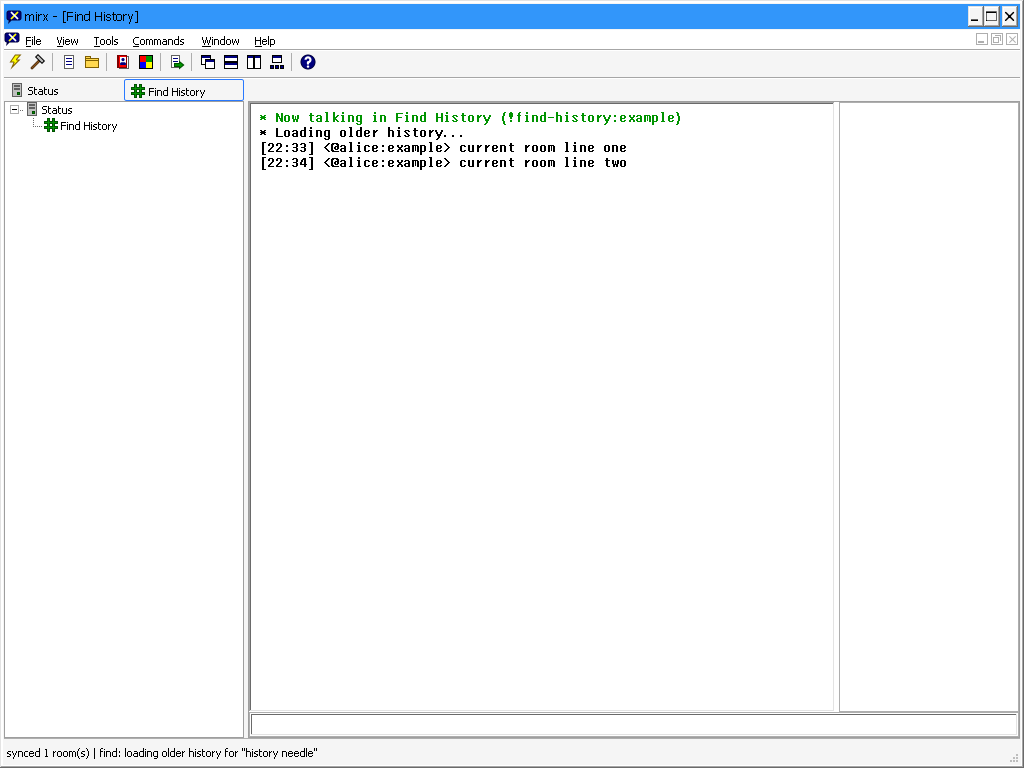 mirx - [Find History]
File View Tools Commands Window Help
Status Find History
Status
Find History
* Now talking in Find History (!find-history:example)
* Loading older history...
[22:33] <@alice:example> current room line one
[22:34] <@alice:example> current room line two
synced 1 room(s) | find: loading older history for "history needle"